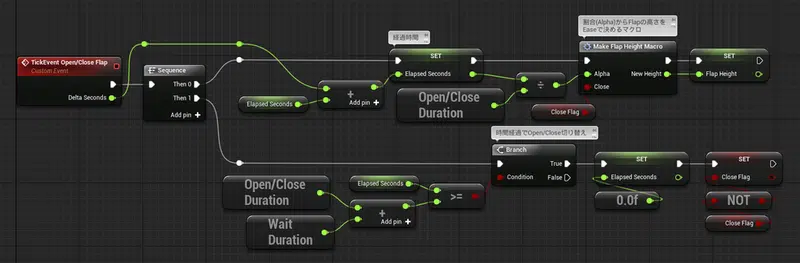 経過時間
割合(Alpha)からFlapの高さを
Easeで決めるマクロ
TickEvent Open/Close Flap
Custom Event
Delta Seconds
Sequence
Then 0
Then 1
Add pin
SET
Elapsed Seconds
Elapsed Seconds
+
Add pin
Open/Close
Duration
÷
Make Flap Height Macro
Alpha
New Height
Close
Close Flag
SET
Flap Height
時間経過でOpen/Close切り替え
Branch
True
Condition
False
SET
Elapsed Seconds
0.0f
SET
Close Flag
NOT
Close Flag
Open/Close
Duration
Wait
Duration
+
Add pin
Elapsed Seconds
>=